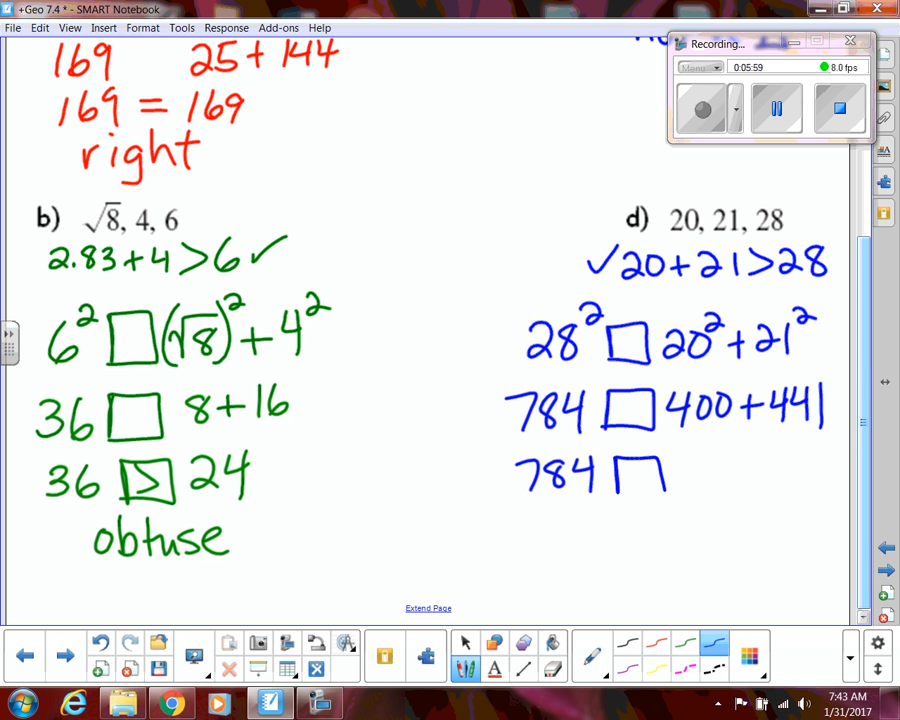 +Geo 7.4 * - SMART Notebook
File Edit View Insert Format Tools Response Add-ons Help
Recording...
Menu
0:05:59
8.0 fps
169 25 + 144
169 = 169
right
b) √8, 4, 6
2.83 + 4 > 6 ✓
6² □ (√8)² + 4²
36 □ 8 + 16
36 > 24
obtuse
d) 20, 21, 28
✓ 20 + 21 > 28
28² □ 20² + 21²
784 □ 400 + 441
784
Extend Page
7:43 AM
1/31/2017